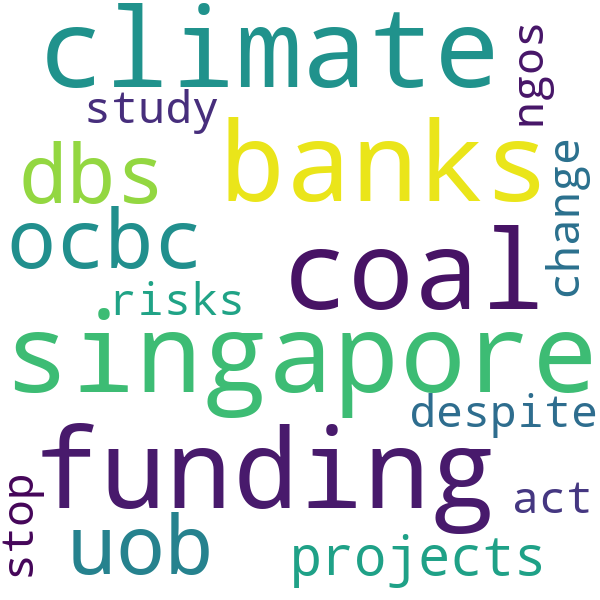 climate
ngos
study
banks
dbs
change
ocbc
coal
risks
singapore
despite
funding
stop
act
uob
projects